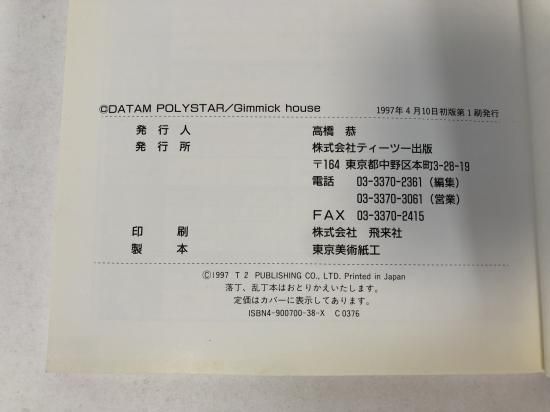 ©DATAM POLYSTAR/Gimmick house 1997年4月10日初版第1刷発行
発行人 高橋 恭
発行所 株式会社ティーツー出版
〒164 東京都中野区本町3-28-19
電話 03-3370-2361(編集)
03-3370-3061(営業)
FAX 03-3370-2415
印刷 株式会社 飛来社
製本 東京美術紙工
©1997 T2 PUBLISHING CO., LTD. Printed in Japan
落丁、乱丁本はおとりかえいたします。
定価はカバーに表示してあります。
ISBN4-900700-38-X C0376